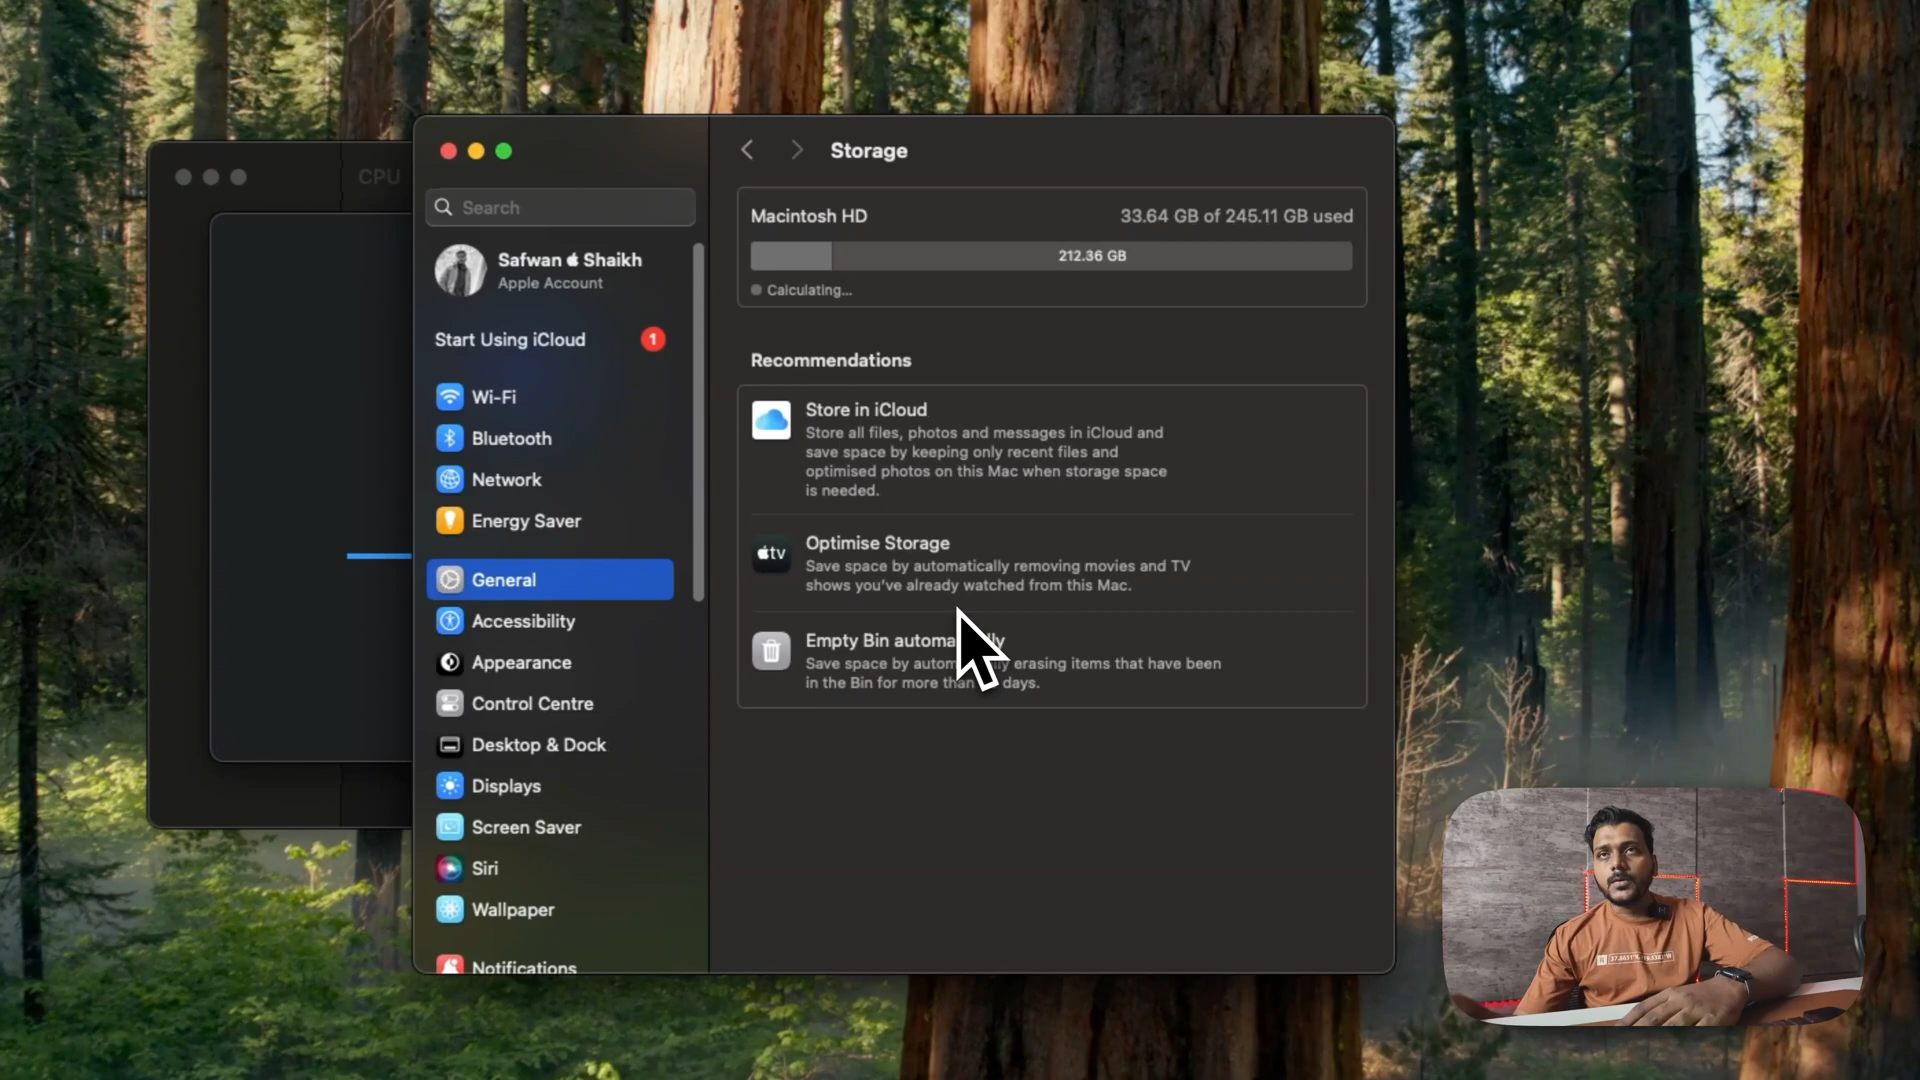 CPU
Search
Safwan  Shaikh
Apple Account
Start Using iCloud
1
Wi-Fi
Bluetooth
Network
Energy Saver
General
Accessibility
Appearance
Control Centre
Desktop & Dock
Displays
Screen Saver
Siri
Wallpaper
Notifications
Storage
Macintosh HD
33.64 GB of 245.11 GB used
212.36 GB
Calculating...
Recommendations
Store in iCloud
Store all files, photos and messages in iCloud and
save space by keeping only recent files and
optimised photos on this Mac when storage space
is needed.
tv
Optimise Storage
Save space by automatically removing movies and TV
shows you've already watched from this Mac.
Empty Bin automatically
Save space by erasing items that have been
in the Bin for more than days.